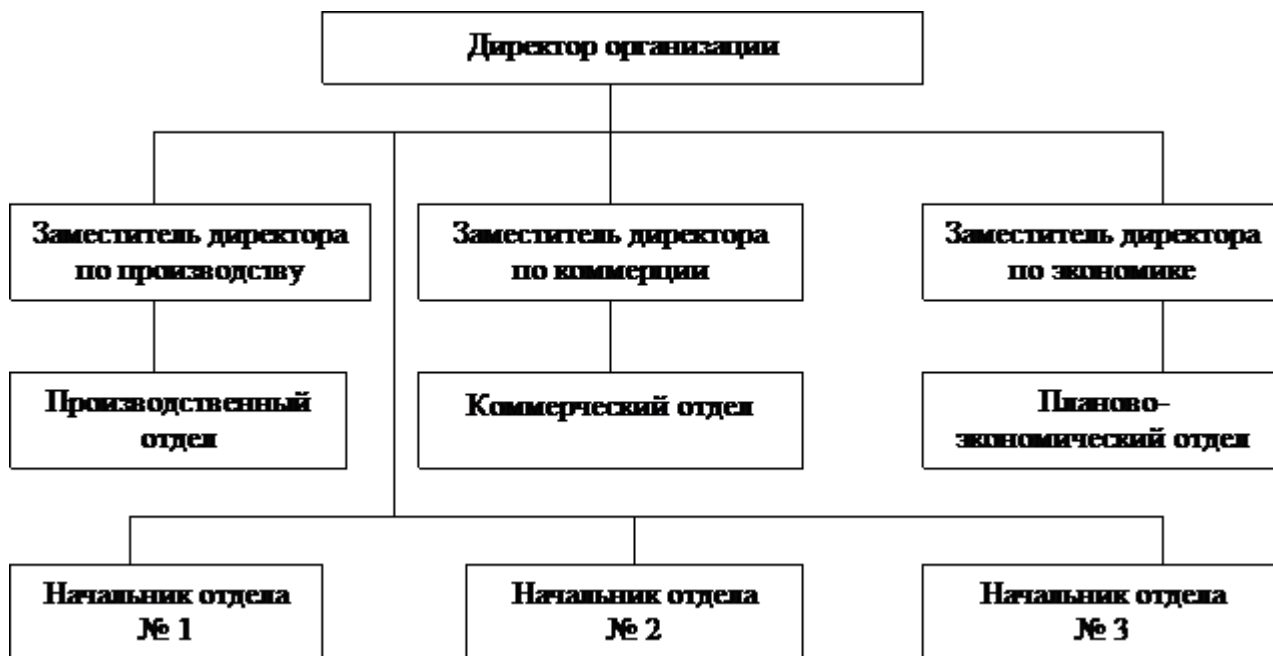 Директор организации
Заместитель директора
по производству
Заместитель директора
по коммерции
Заместитель директора
по экономике
Производственный
отдел
Коммерческий отдел
Планово–
экономический отдел
Начальник отдела
№ 1
Начальник отдела
№ 2
Начальник отдела
№ 3